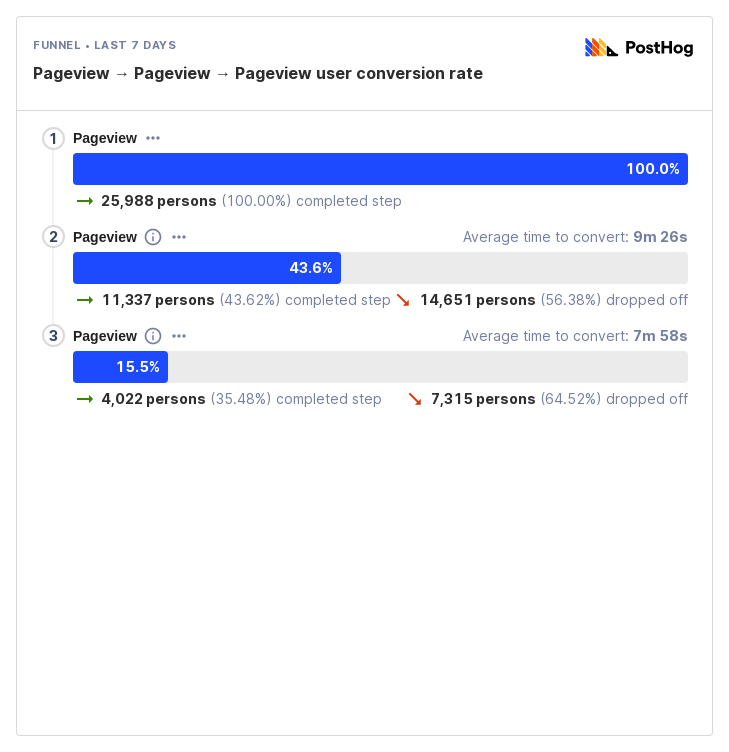 FUNNEL • LAST 7 DAYS
PostHog
Pageview → Pageview → Pageview user conversion rate
1 Pageview
100.0%
→ 25,988 persons (100.00%) completed step
2 Pageview Average time to convert: 9m 26s
43.6%
→ 11,337 persons (43.62%) completed step ↘ 14,651 persons (56.38%) dropped off
3 Pageview Average time to convert: 7m 58s
15.5%
→ 4,022 persons (35.48%) completed step ↘ 7,315 persons (64.52%) dropped off